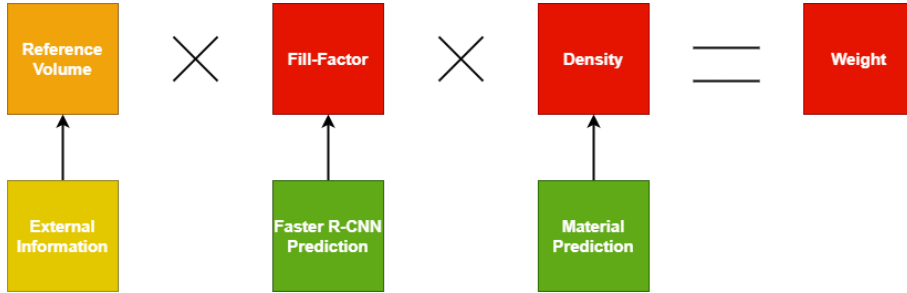 Reference
Volume
Fill-Factor
Density
Weight
External
Information
Faster R-CNN
Prediction
Material
Prediction